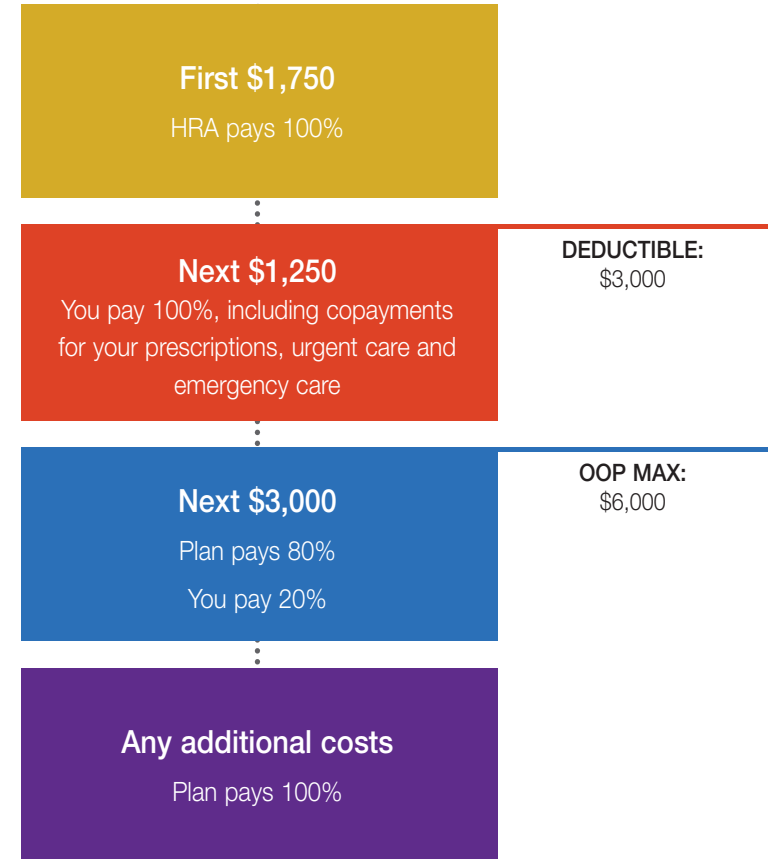 First $1,750
HRA pays 100%
Next $1,250
You pay 100%, including copayments
for your prescriptions, urgent care and
emergency care
DEDUCTIBLE:
$3,000
Next $3,000
Plan pays 80%
You pay 20%
OOP MAX:
$6,000
Any additional costs
Plan pays 100%